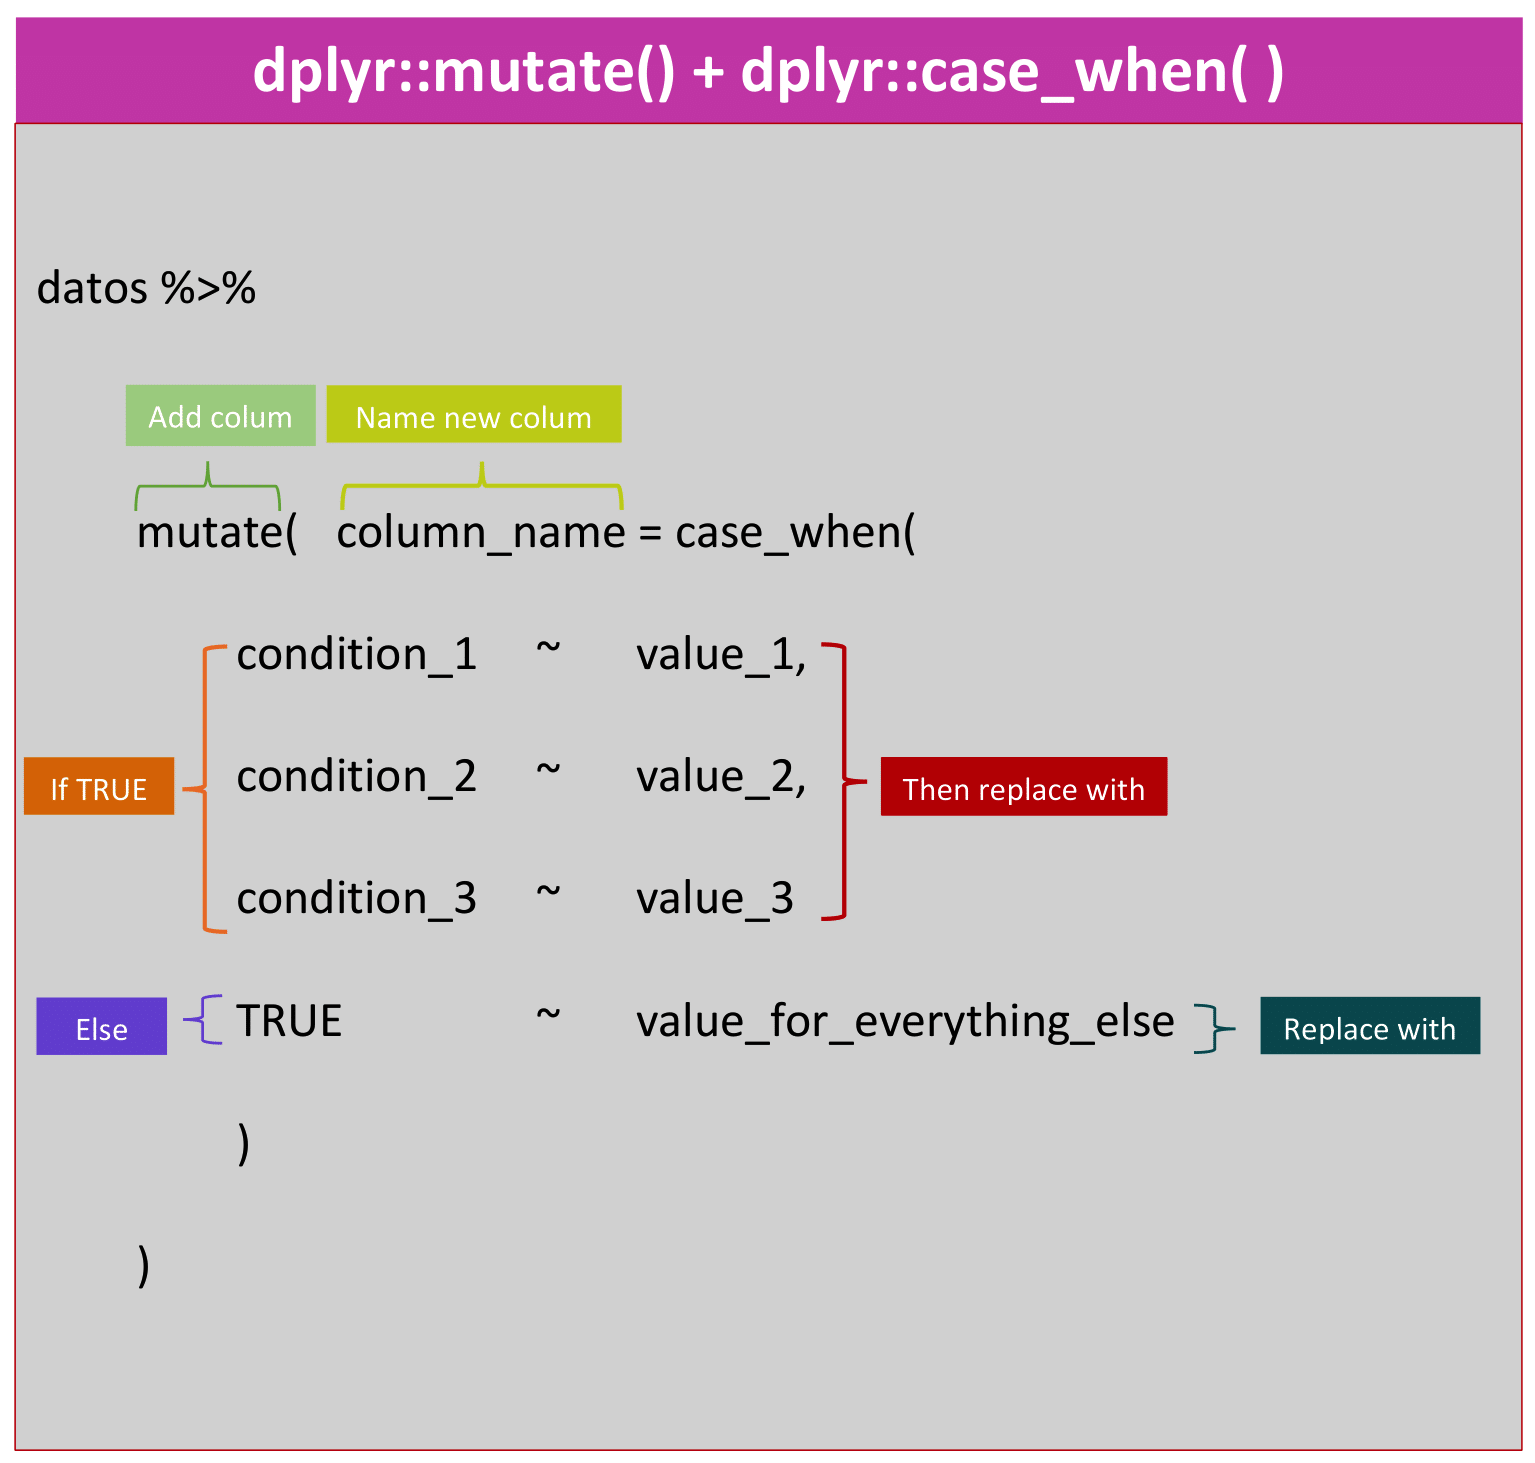 dplyr::mutate() + dplyr::case_when( )
datos %>%
Add colum
Name new colum
mutate( column_name = case_when(
condition_1 ~ value_1,
condition_2 ~ value_2,
If TRUE
Then replace with
condition_3 ~ value_3
Else
TRUE ~ value_for_everything_else
Replace with
)
)